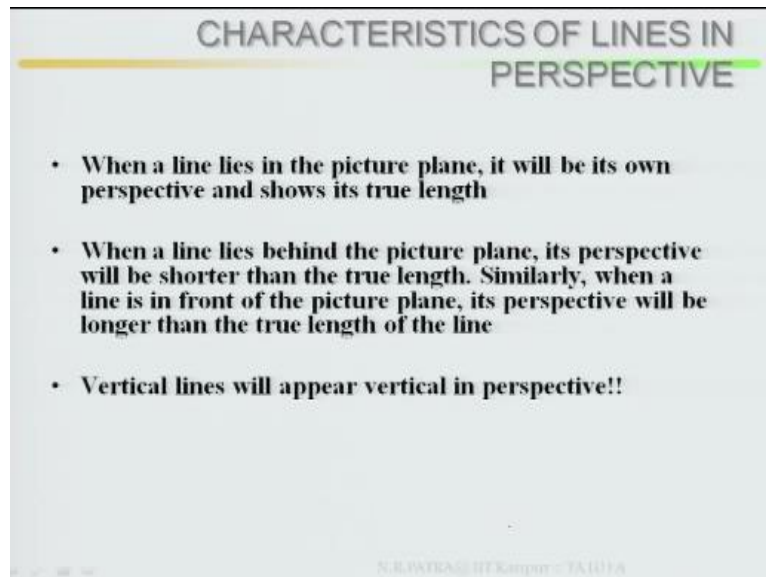 CHARACTERISTICS OF LINES IN
PERSPECTIVE
• When a line lies in the picture plane, it will be its own
perspective and shows its true length
• When a line lies behind the picture plane, its perspective
will be shorter than the true length. Similarly, when a
line is in front of the picture plane, its perspective will be
longer than the true length of the line
• Vertical lines will appear vertical in perspective!!
N.R.PATRA@ IIT Kanpur